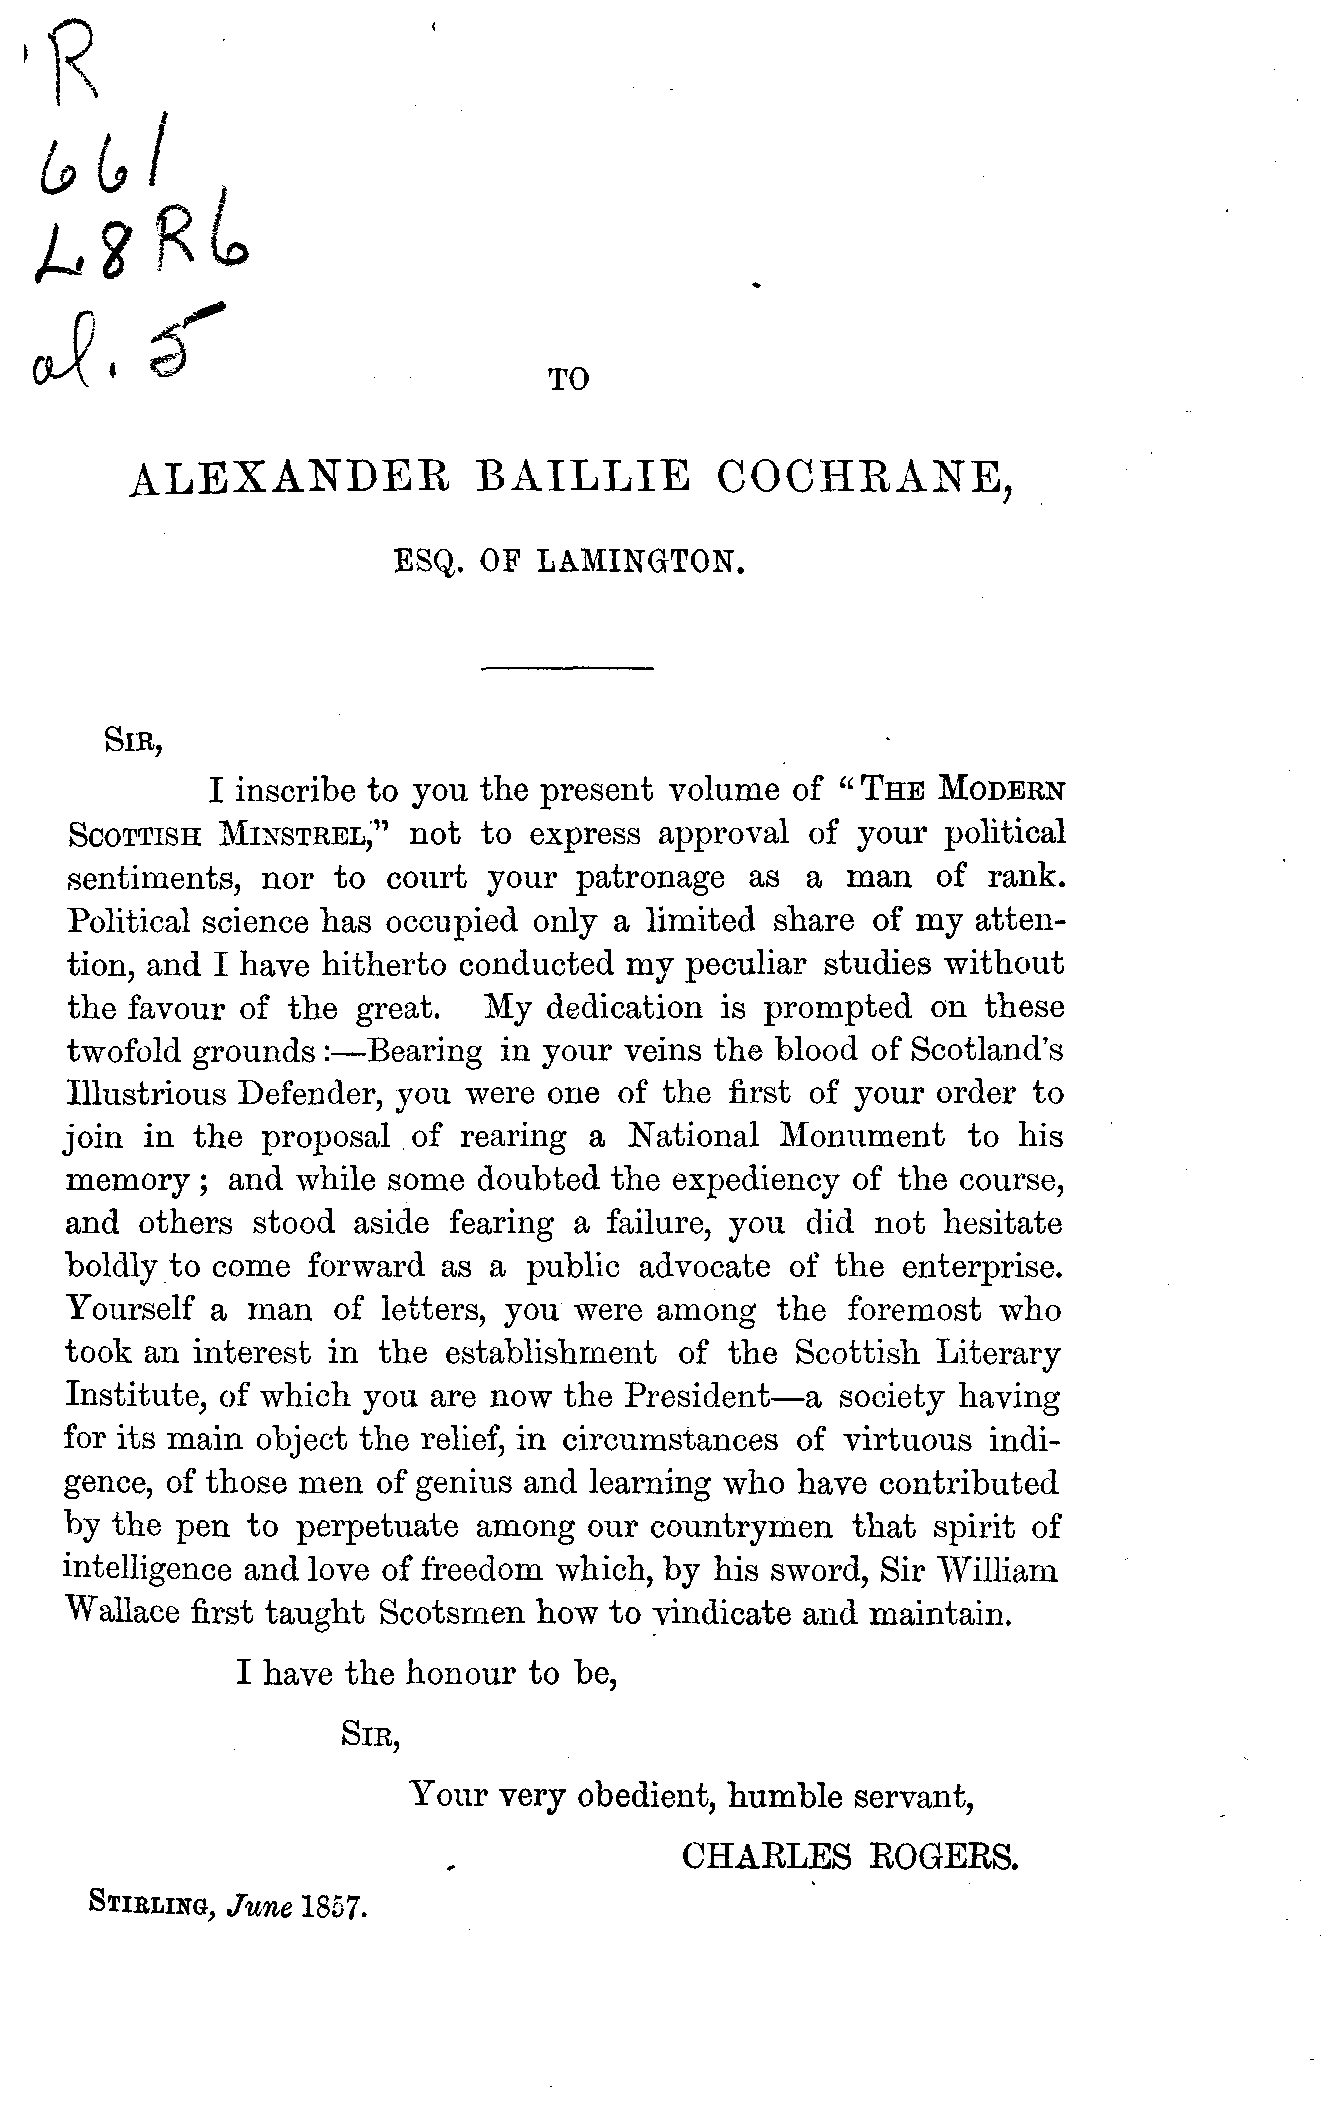 R
661
L8R6
al. 5
TO
ALEXANDER BAILLIE COCHRANE,
ESQ. OF LAMINGTON.
SIR,
I inscribe to you the present volume of “THE MODERN
SCOTTISH MINSTREL,” not to express approval of your political
sentiments, nor to court your patronage as a man of rank.
Political science has occupied only a limited share of my atten-
tion, and I have hitherto conducted my peculiar studies without
the favour of the great. My dedication is prompted on these
twofold grounds:—Bearing in your veins the blood of Scotland's
Illustrious Defender, you were one of the first of your order to
join in the proposal of rearing a National Monument to his
memory; and while some doubted the expediency of the course,
and others stood aside fearing a failure, you did not hesitate
boldly to come forward as a public advocate of the enterprise.
Yourself a man of letters, you were among the foremost who
took an interest in the establishment of the Scottish Literary
Institute, of which you are now the President—a society having
for its main object the relief, in circumstances of virtuous indi-
gence, of those men of genius and learning who have contributed
by the pen to perpetuate among our countrymen that spirit of
intelligence and love of freedom which, by his sword, Sir William
Wallace first taught Scotsmen how to vindicate and maintain.
I have the honour to be,
SIR,
Your very obedient, humble servant,
CHARLES ROGERS.
STIRLING, June 1857.